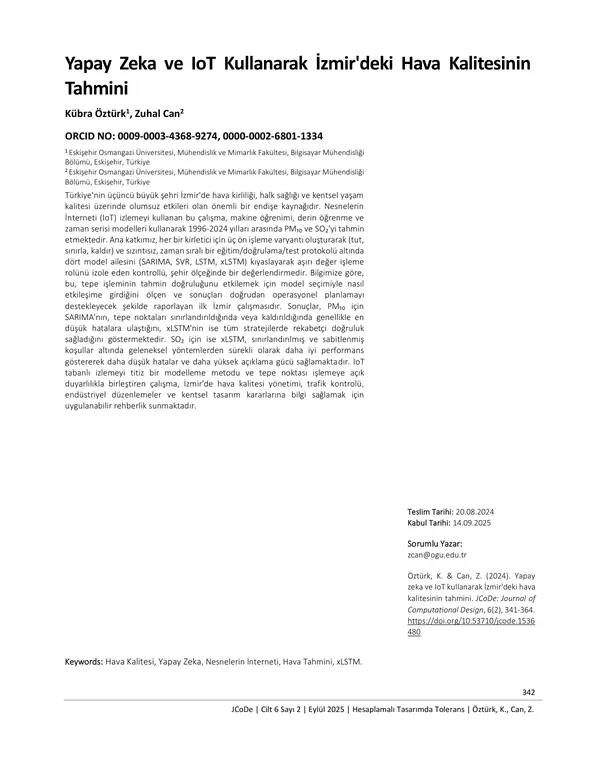 Yapay Zeka ve IoT Kullanarak İzmir'deki Hava Kalitesinin
Tahmini
Kübra Öztürk¹, Zuhal Can²
ORCID NO: 0009-0003-4368-9274, 0000-0002-6801-1334
¹ Eskişehir Osmangazi Üniversitesi, Mühendislik ve Mimarlık Fakültesi, Bilgisayar Mühendisliği
Bölümü, Eskişehir, Türkiye
² Eskişehir Osmangazi Üniversitesi, Mühendislik ve Mimarlık Fakültesi, Bilgisayar Mühendisliği
Bölümü, Eskişehir, Türkiye
Türkiye'nin üçüncü büyük şehri İzmir'de hava kirliliği, halk sağlığı ve kentsel yaşam
kalitesi üzerinde olumsuz etkileri olan önemli bir endişe kaynağıdır. Nesnelerin
İnterneti (IoT) izlemeyi kullanan bu çalışma, makine öğrenimi, derin öğrenme ve
zaman serisi modelleri kullanarak 1996-2024 yılları arasında PM₁₀ ve SO₂'yi tahmin
etmektedir. Ana katkımız, her bir kirletici için üç ön işleme varyantı oluşturarak (tut,
sınırla, kaldır) ve sızıntısız, zaman sıralı bir eğitim/doğrulama/test protokolü altında
dört model ailesini (SARIMA, SVR, LSTM, xLSTM) kıyaslayarak aşırı değer işleme
rolünü izole eden kontrollü, şehir ölçeğinde bir değerlendirmedir. Bilgimize göre,
bu, tepe işleminin tahmin doğruluğunu etkilemek için model seçimiyle nasıl
etkileşime girdiğini ölçen ve sonuçları doğrudan operasyonel planlamayı
destekleyecek şekilde raporlayan ilk İzmir çalışmasıdır. Sonuçlar, PM₁₀ için
SARIMA'nın, tepe noktaları sınırlandırıldığında veya kaldırıldığında genellikle en
düşük hatalara ulaştığını, xLSTM'nin ise tüm stratejilerde rekabetçi doğruluk
sağladığını göstermektedir. SO₂ için ise xLSTM, sınırlandırılmış ve sabitlenmiş
koşullar altında geleneksel yöntemlerden sürekli olarak daha iyi performans
göstererek daha düşük hatalar ve daha yüksek açıklama gücü sağlamaktadır. IoT
tabanlı izlemeyi titiz bir modelleme metodu ve tepe noktası işlemeye açık
duyarlılıkla birleştiren çalışma, İzmir'de hava kalitesi yönetimi, trafik kontrolü,
endüstriyel düzenlemeler ve kentsel tasarım kararlarına bilgi sağlamak için
uygulanabilir rehberlik sunmaktadır.
Teslim Tarihi: 20.08.2024
Kabul Tarihi: 14.09.2025
Sorumlu Yazar:
zcan@ogu.edu.tr
Öztürk, K. & Can, Z. (2024). Yapay
zeka ve IoT kullanarak İzmir'deki hava
kalitesinin tahmini. JCoDe: Journal of
Computational Design, 6(2), 341-364.
https://doi.org/10.53710/jcode.1536
480
Keywords: Hava Kalitesi, Yapay Zeka, Nesnelerin İnterneti, Hava Tahmini, xLSTM.
342
JCoDe | Cilt 6 Sayı 2 | Eylül 2025 | Hesaplamalı Tasarımda Tolerans | Öztürk, K., Can, Z.